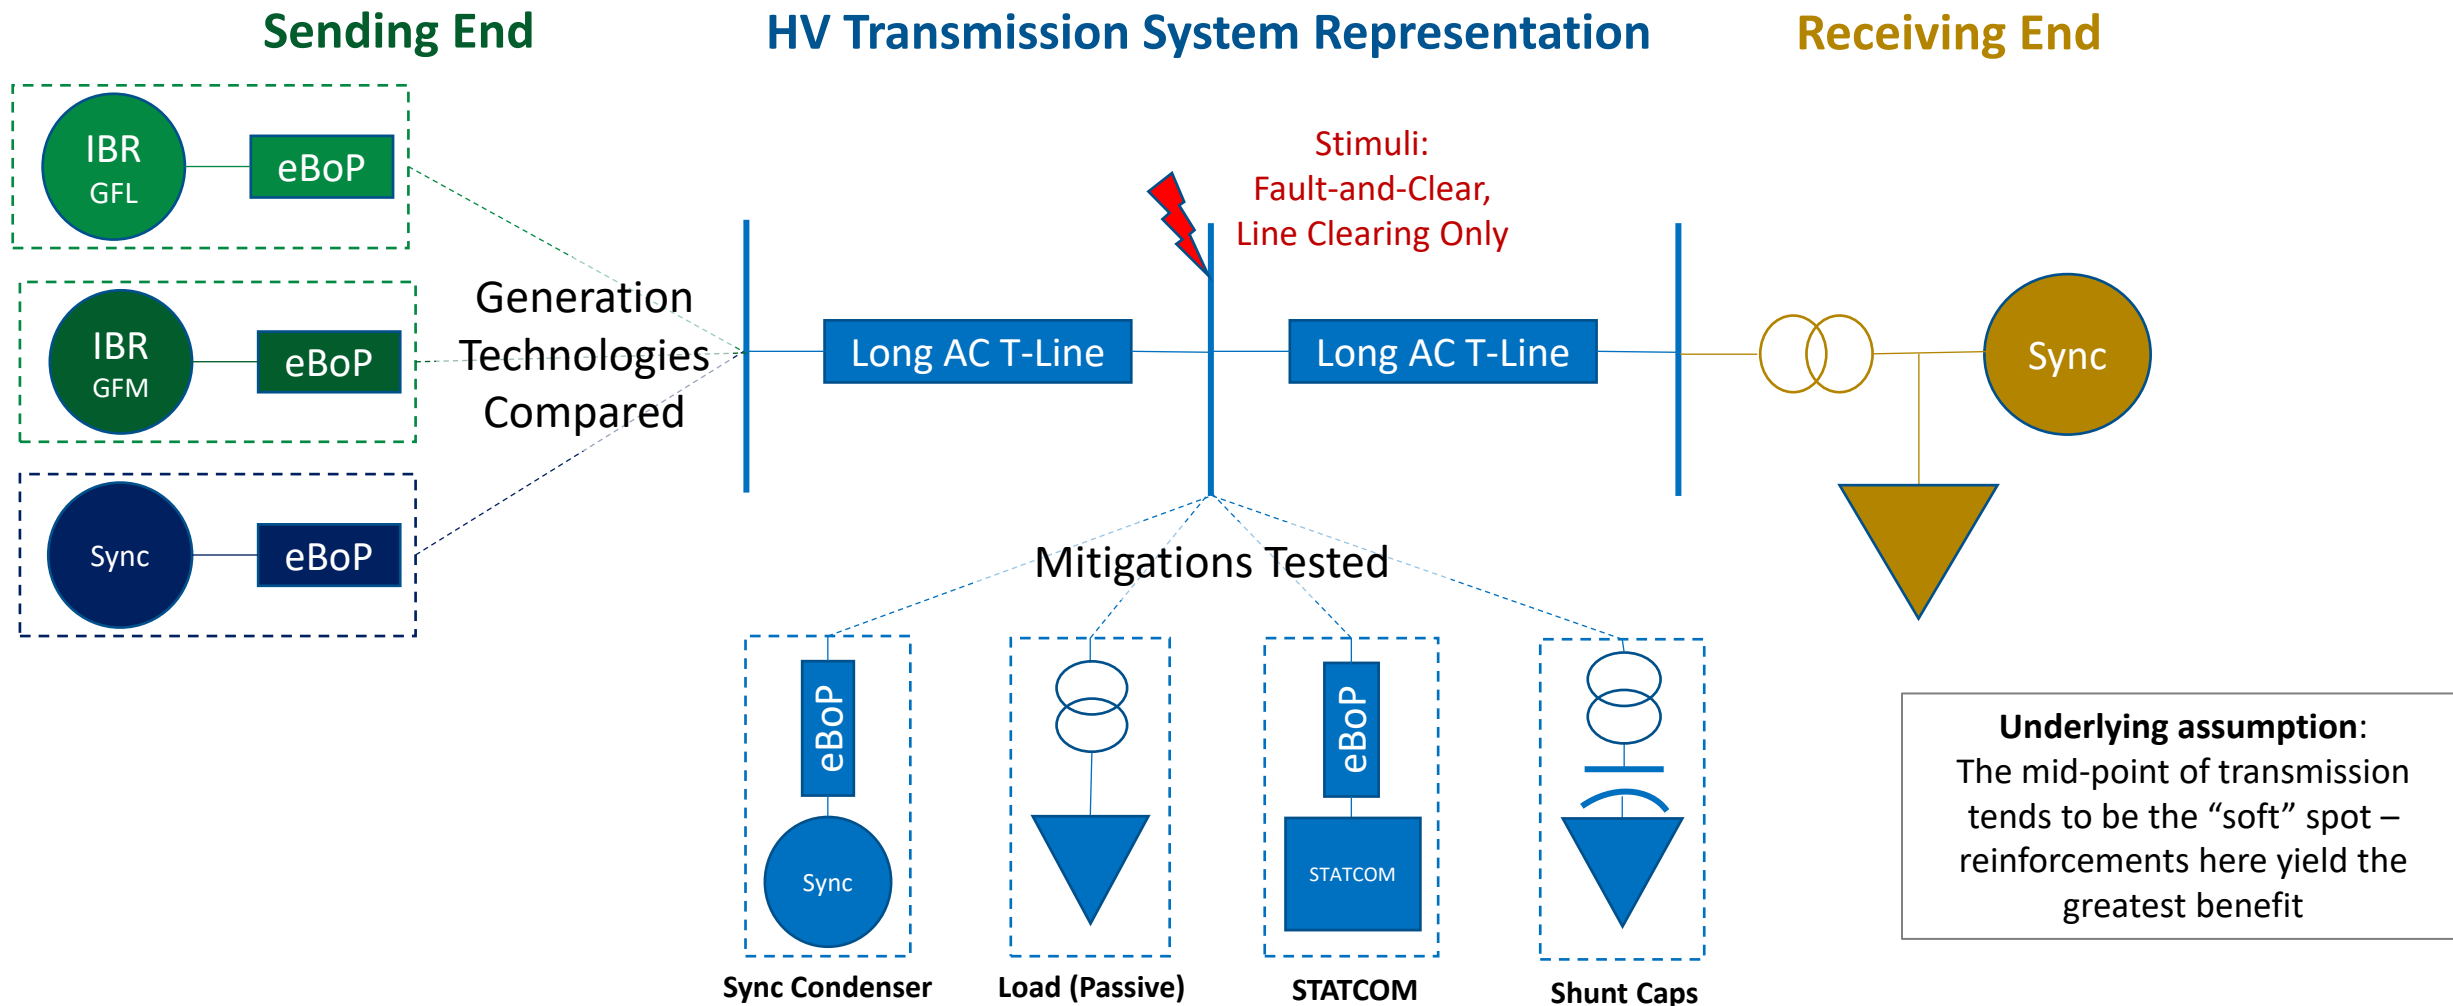 Sending End
HV Transmission System Representation
Receiving End
IBR
GFL
eBoP
IBR
GFM
eBoP
Sync
eBoP
Generation
Technologies
Compared
Stimuli:
Fault-and-Clear,
Line Clearing Only
Long AC T-Line
Long AC T-Line
Sync
Mitigations Tested
eBoP
Sync
Sync Condenser
Load (Passive)
eBoP
STATCOM
STATCOM
Shunt Caps
Underlying assumption:
The mid-point of transmission
tends to be the “soft” spot –
reinforcements here yield the
greatest benefit